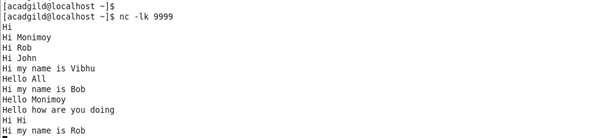 [acadgild@localhost ~]$
[acadgild@localhost ~]$ nc -lk 9999
Hi
Hi Monimoy
Hi Rob
Hi John
Hi my name is Vibhu
Hello All
Hi my name is Bob
Hello Monimoy
Hello how are you doing
Hi Hi
Hi my name is Rob